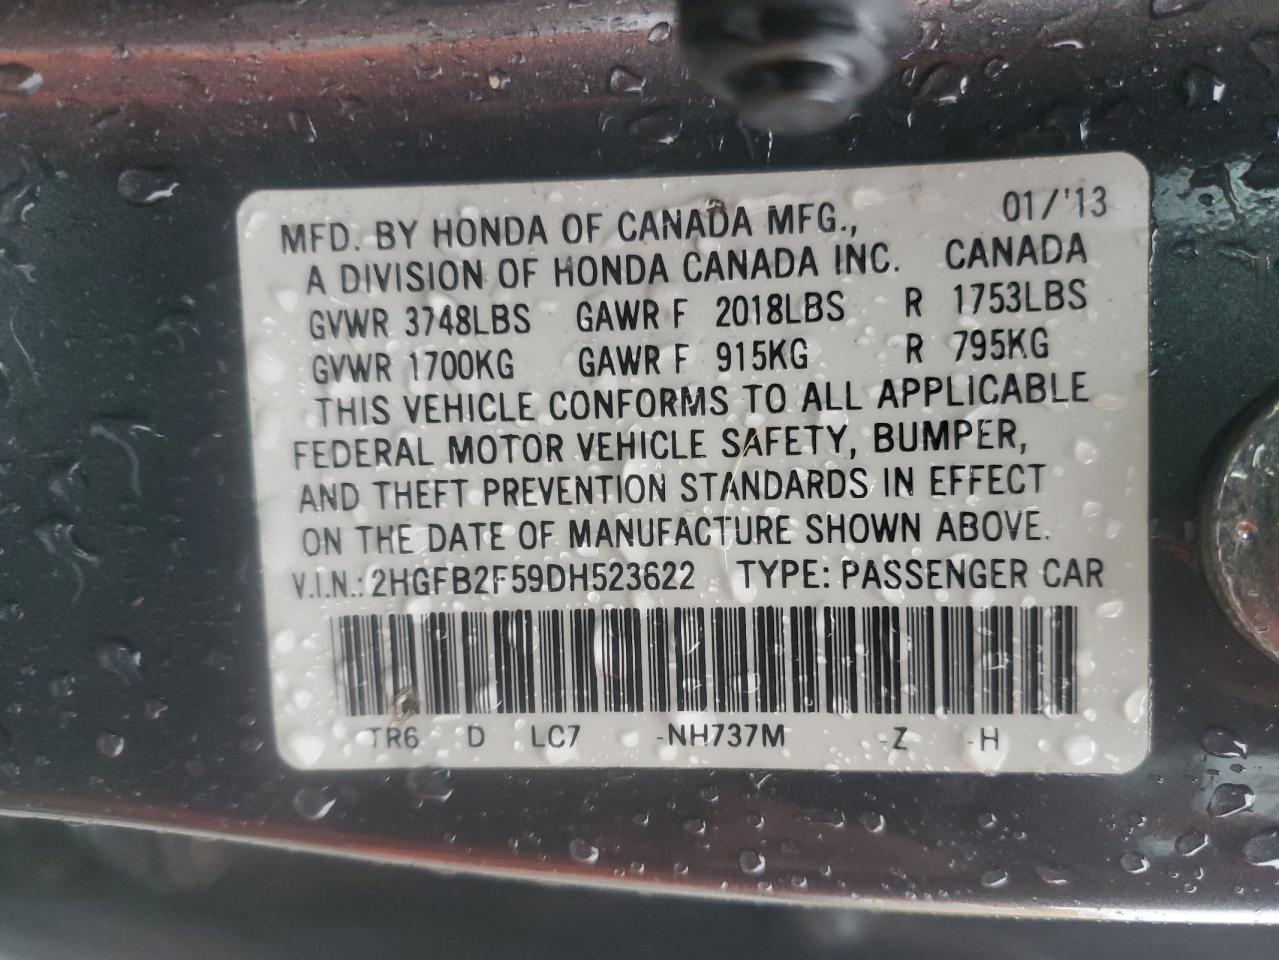 01/'13
MFD. BY HONDA OF CANADA MFG.,
A DIVISION OF HONDA CANADA INC. CANADA
GVWR 3748LBS GAWR F 2018LBS R 1753LBS
GVWR 1700KG GAWR F 915KG R 795KG
THIS VEHICLE CONFORMS TO ALL APPLICABLE
FEDERAL MOTOR VEHICLE SAFETY, BUMPER,
AND THEFT PREVENTION STANDARDS IN EFFECT
ON THE DATE OF MANUFACTURE SHOWN ABOVE.
V.I.N.: 2HGFB2F59DH523622 TYPE: PASSENGER CAR
TR6 D LC7 -NH737M -Z -H